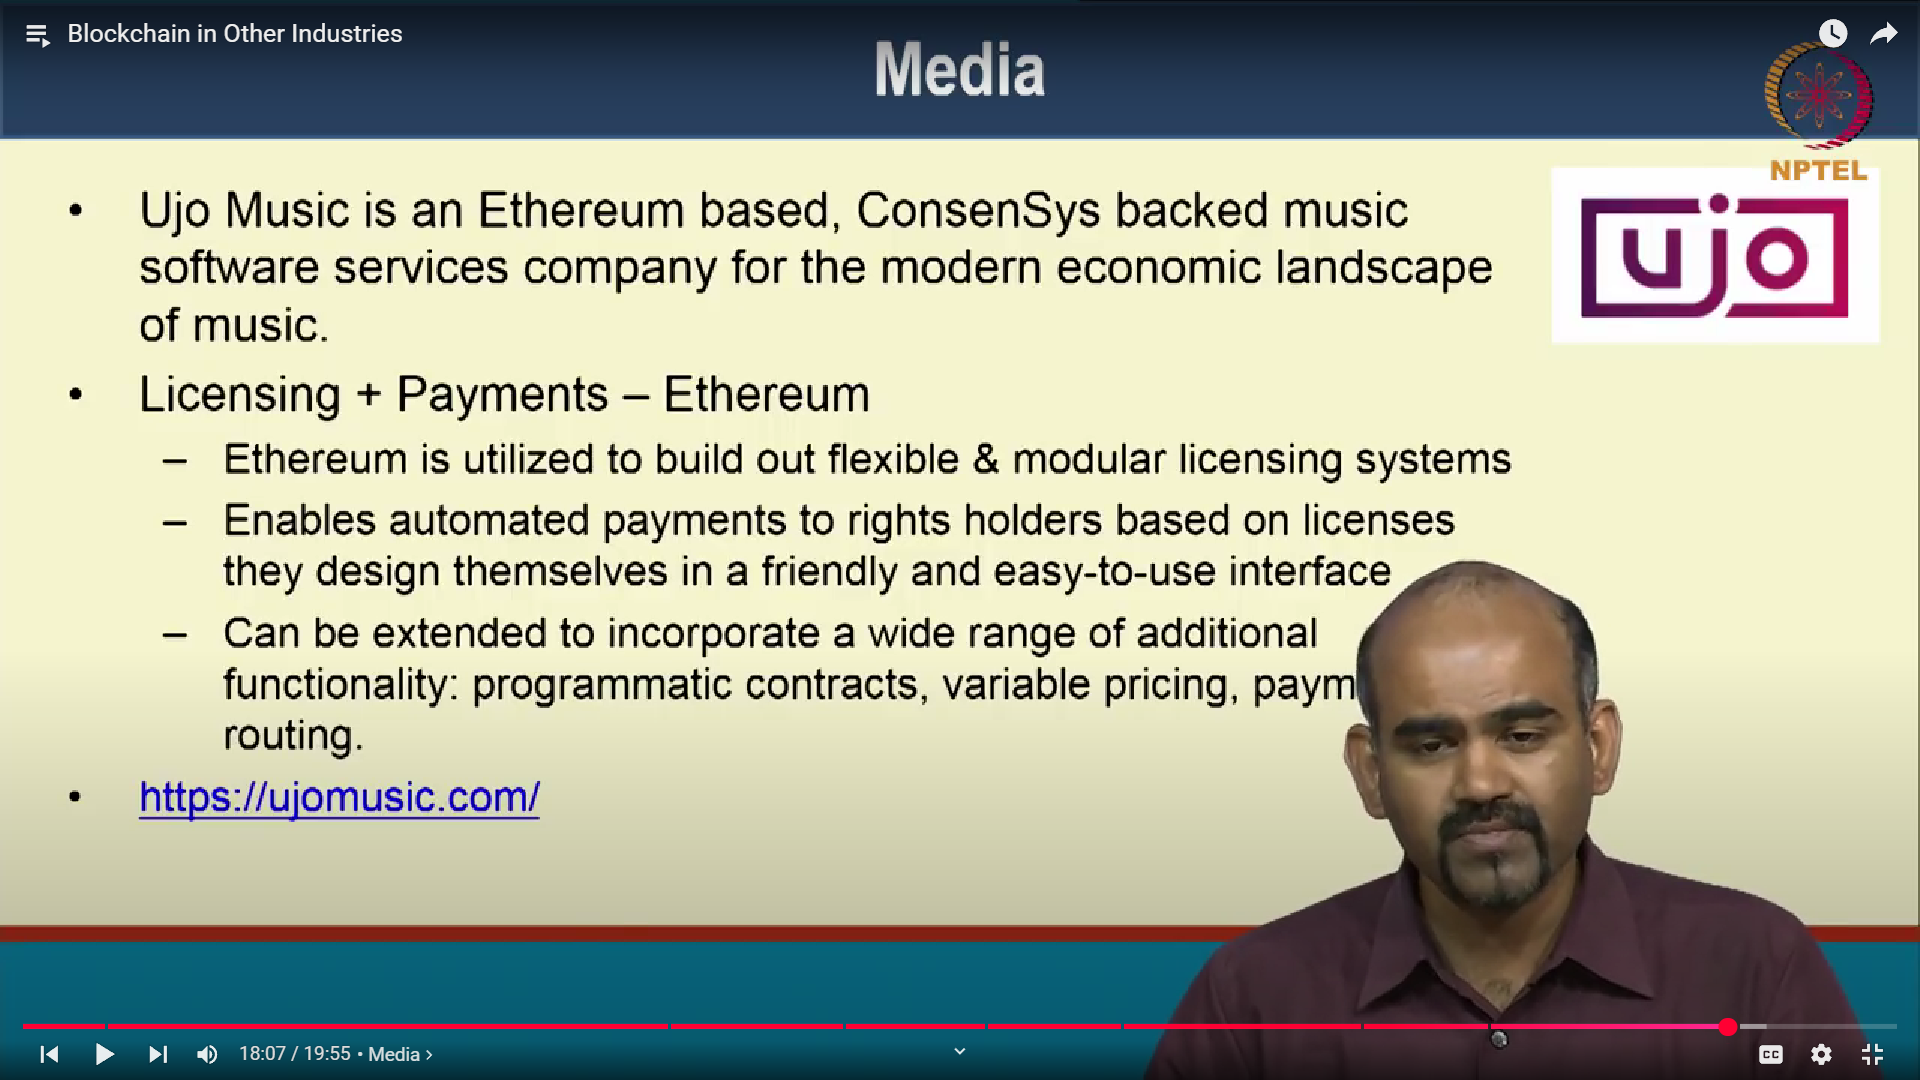 Blockchain in Other Industries
Media
NPTEL
ujo
• Ujo Music is an Ethereum based, ConsenSys backed music
software services company for the modern economic landscape
of music.
• Licensing + Payments – Ethereum
– Ethereum is utilized to build out flexible & modular licensing systems
– Enables automated payments to rights holders based on licenses
they design themselves in a friendly and easy-to-use interface
– Can be extended to incorporate a wide range of additional
functionality: programmatic contracts, variable pricing, paym
routing.
• https://ujomusic.com/
18:07 / 19:55 • Media ›
CC